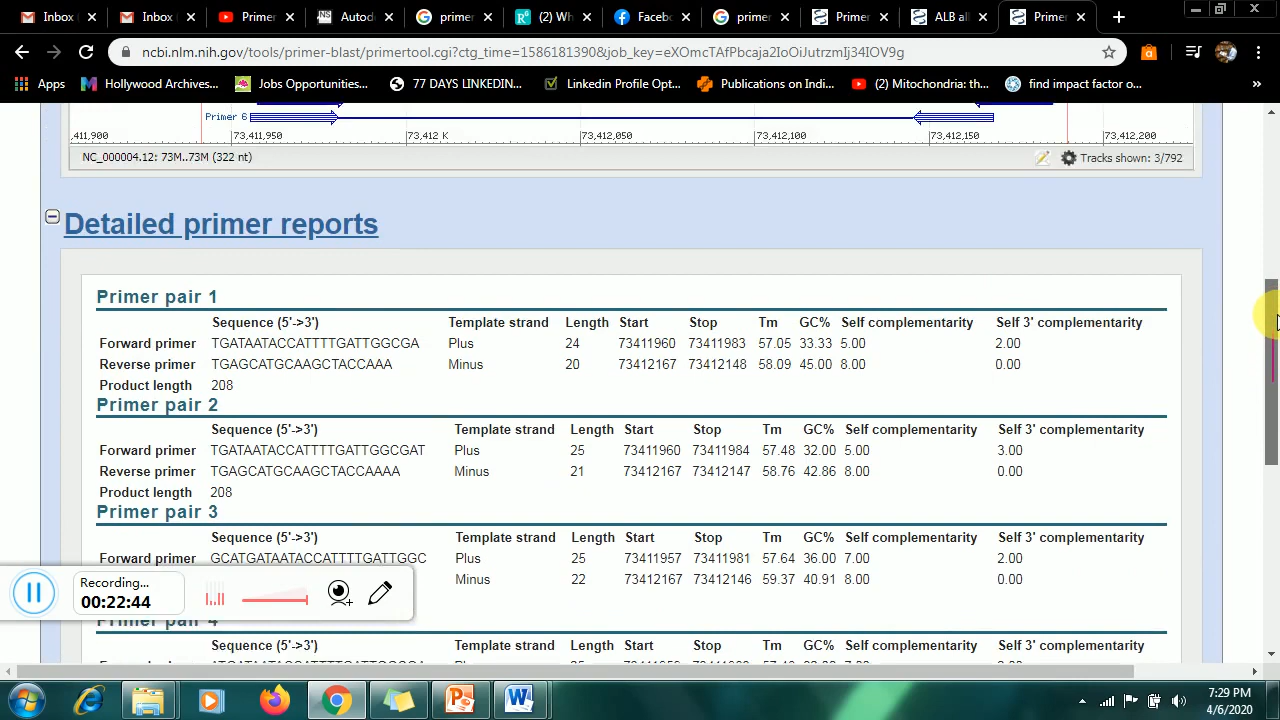 Inbox
Inbox
Primer
Autod
primer
(2) Wh
Faceb
primer
Primer
ALB all
Primer
ncbi.nlm.nih.gov/tools/primer-blast/primertool.cgi?ctg_time=1586181390&job_key=eXOmcTAfPbcaja2IoOiJutrzmIj34IOV9g
Apps Hollywood Archives... Jobs Opportunities... 77 DAYS LINKEDIN... Linkedin Profile Opt... Publications on Indi... (2) Mitochondria: th... find impact factor o... »
Primer 6
,411,900 73,411,950 73,412 K 73,412,050 73,412,100 73,412,150 73,412,200
NC_000004.12: 73M..73M (322 nt) Tracks shown: 3/792
Detailed primer reports
Primer pair 1
Sequence (5'->3') Template strand Length Start Stop Tm GC% Self complementarity Self 3' complementarity
Forward primer TGATAATACCATTTTGATTGGCGA Plus 24 73411960 73411983 57.05 33.33 5.00 2.00
Reverse primer TGAGCATGCAAGCTACCAAA Minus 20 73412167 73412148 58.09 45.00 8.00 0.00
Product length 208
Primer pair 2
Sequence (5'->3') Template strand Length Start Stop Tm GC% Self complementarity Self 3' complementarity
Forward primer TGATAATACCATTTTGATTGGCGAT Plus 25 73411960 73411984 57.48 32.00 5.00 3.00
Reverse primer TGAGCATGCAAGCTACCAAAA Minus 21 73412167 73412147 58.76 42.86 8.00 0.00
Product length 208
Primer pair 3
Sequence (5'->3') Template strand Length Start Stop Tm GC% Self complementarity Self 3' complementarity
Forward primer GCATGATAATACCATTTTGATTGGC Plus 25 73411957 73411981 57.64 36.00 7.00 2.00
Minus 22 73412167 73412146 59.37 40.91 8.00 0.00
Recording...
00:22:44
Primer pair 4
Sequence (5'->3') Template strand Length Start Stop Tm GC% Self complementarity Self 3' complementarity
7:29 PM
4/6/2020